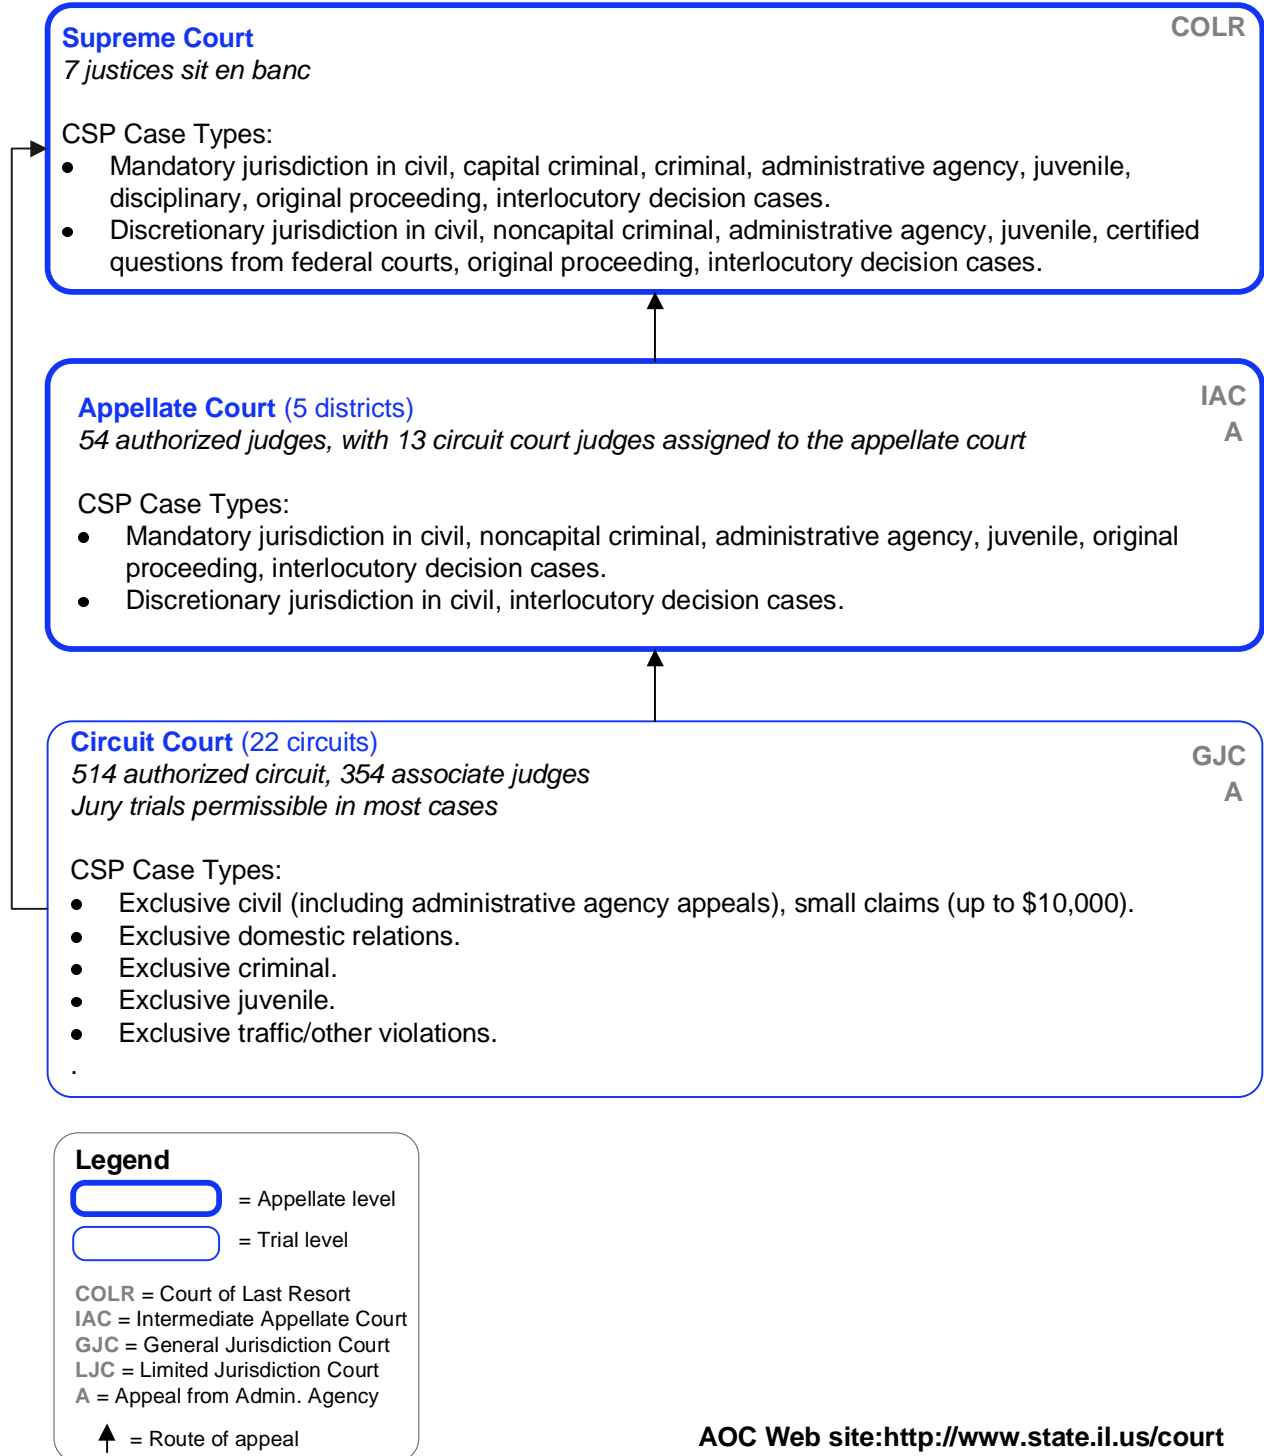 Supreme Court
COLR
7 justices sit en banc
CSP Case Types:
• Mandatory jurisdiction in civil, capital criminal, criminal, administrative agency, juvenile,
disciplinary, original proceeding, interlocutory decision cases.
• Discretionary jurisdiction in civil, noncapital criminal, administrative agency, juvenile, certified
questions from federal courts, original proceeding, interlocutory decision cases.
Appellate Court (5 districts)
IAC
54 authorized judges, with 13 circuit court judges assigned to the appellate court
A
CSP Case Types:
• Mandatory jurisdiction in civil, noncapital criminal, administrative agency, juvenile, original
proceeding, interlocutory decision cases.
• Discretionary jurisdiction in civil, interlocutory decision cases.
Circuit Court (22 circuits)
GJC
514 authorized circuit, 354 associate judges
A
Jury trials permissible in most cases
CSP Case Types:
• Exclusive civil (including administrative agency appeals), small claims (up to $10,000).
• Exclusive domestic relations.
• Exclusive criminal.
• Exclusive juvenile.
• Exclusive traffic/other violations.
.
Legend
= Appellate level
= Trial level
COLR = Court of Last Resort
IAC = Intermediate Appellate Court
GJC = General Jurisdiction Court
LJC = Limited Jurisdiction Court
A = Appeal from Admin. Agency
= Route of appeal
AOC Web site:http://www.state.il.us/court